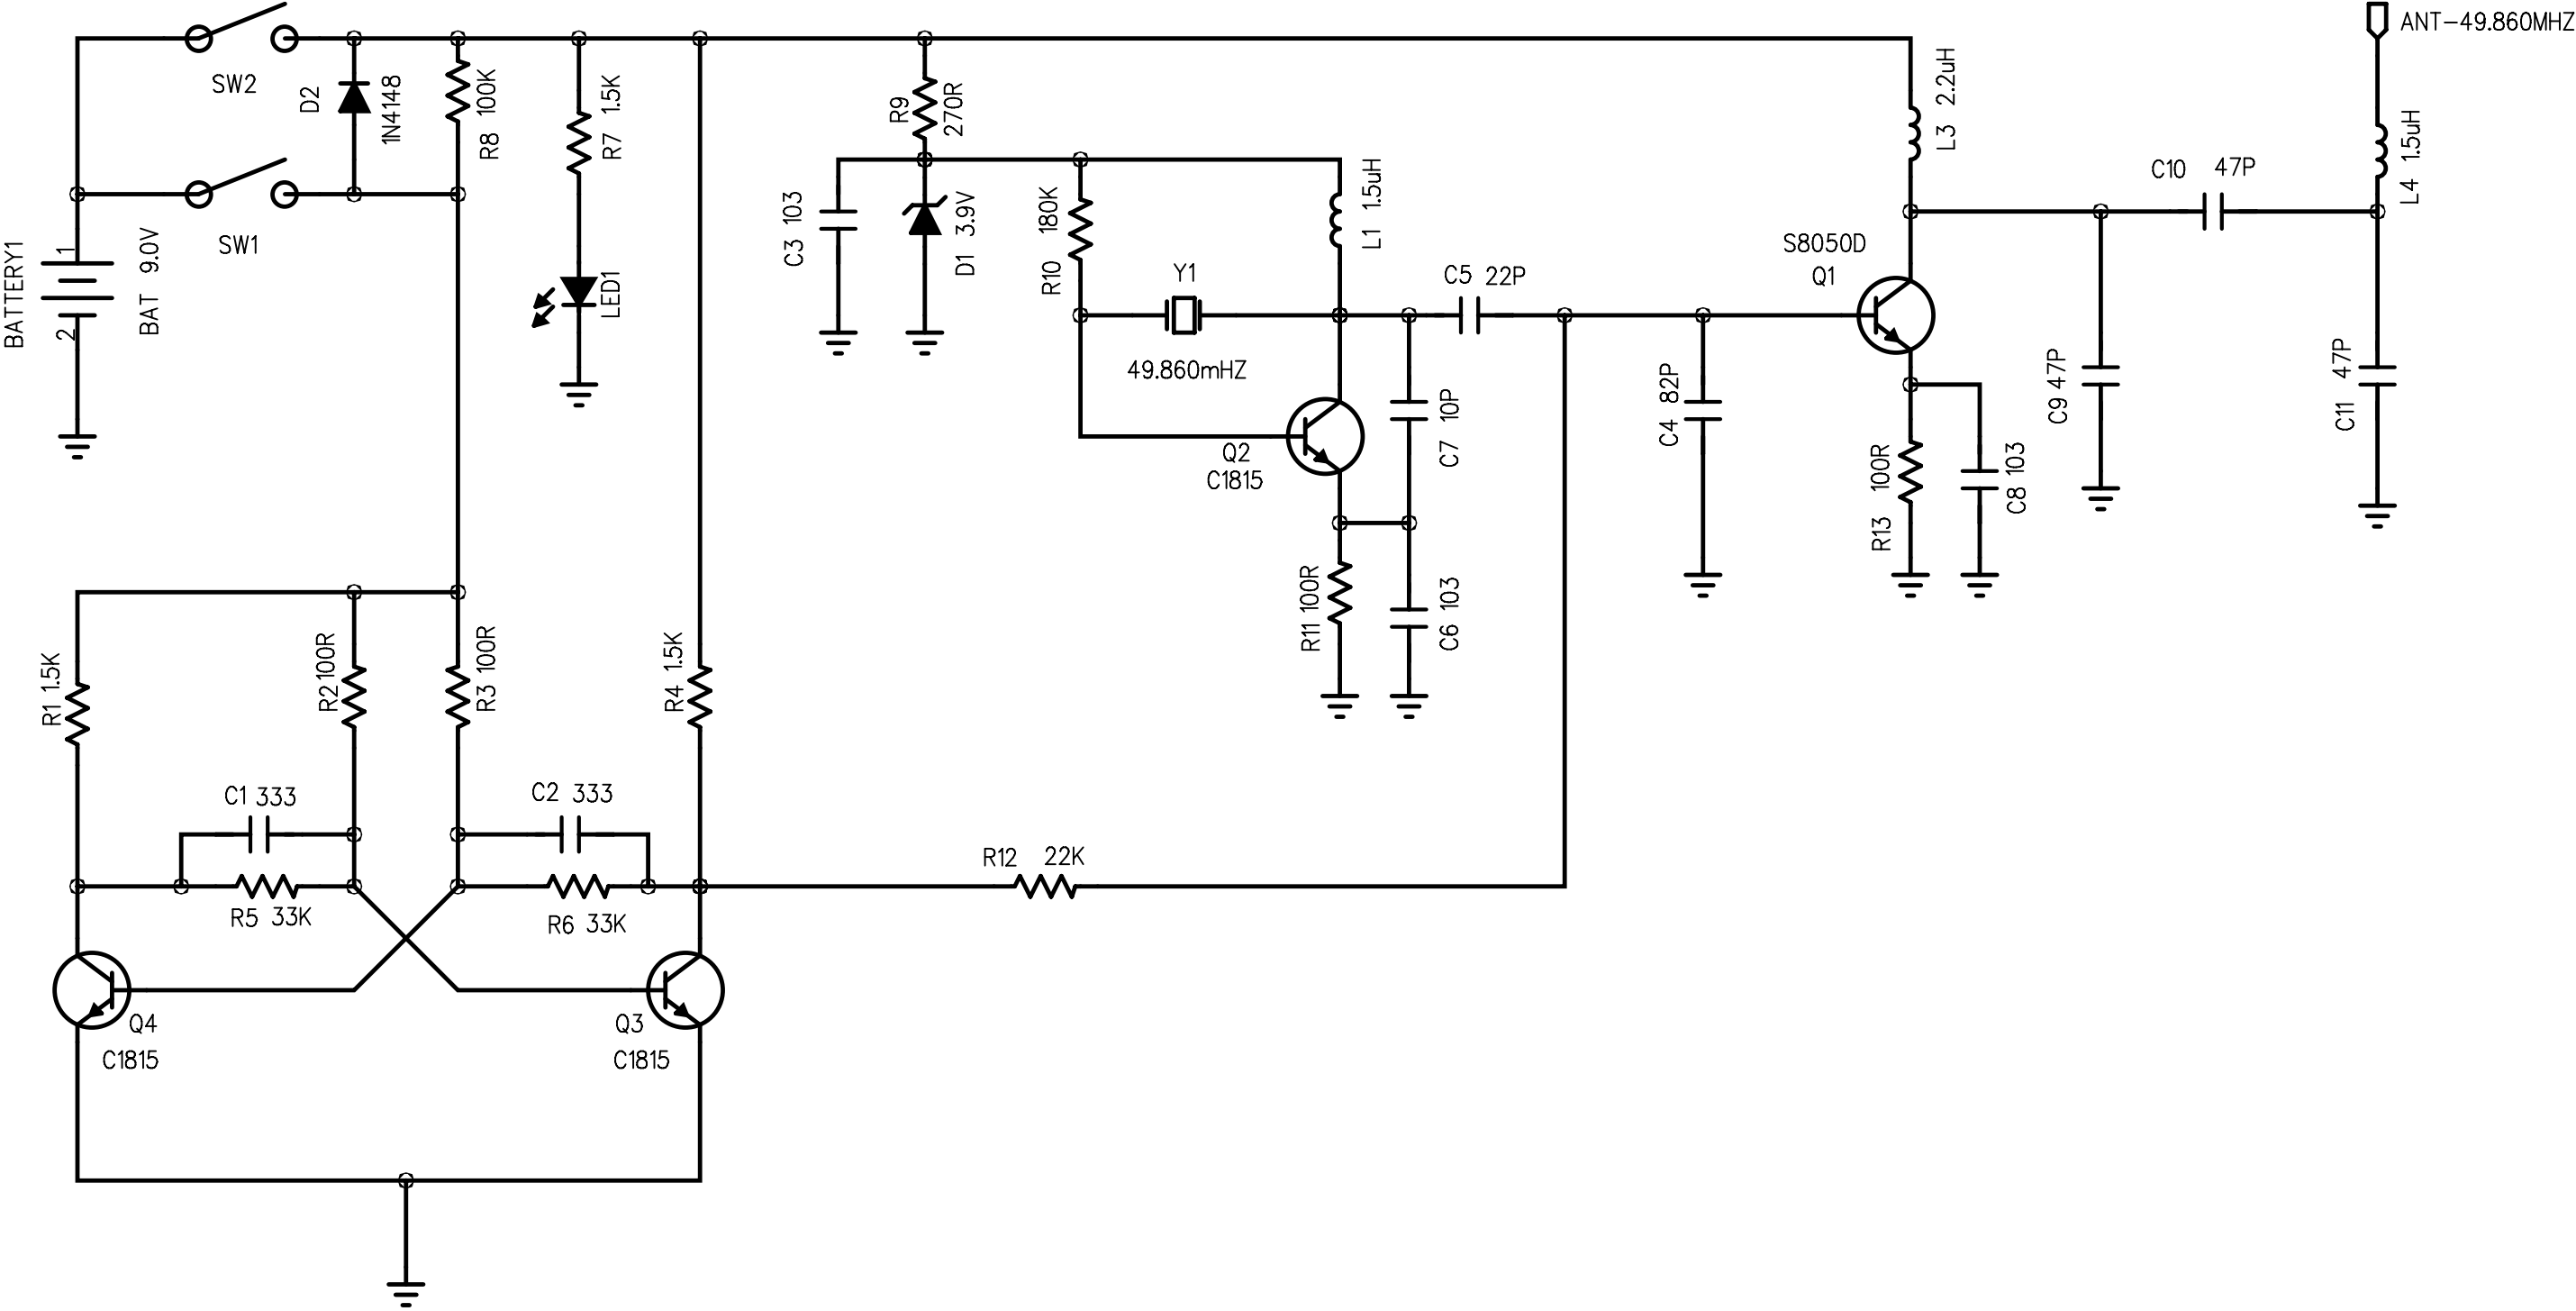 ANT-49.860MHZ
SW2
D2
1N4148
R8 100K
R7 1.5K
R9
270R
L3 2.2uH
L4 1.5uH
C10 47P
SW1
BATTERY1
1
2
BAT 9.0V
LED1
C3 103
D1 3.9V
R10 180K
L1 1.5uH
Y1
49.860mHZ
C5 22P
S8050D
Q1
Q2
C1815
C7 10P
C4 82P
C9 47P
C11 47P
R13 100R
C8 103
R11 100R
C6 103
R1 1.5K
R2 100R
R3 100R
R4 1.5K
C1 333
C2 333
R5 33K
R6 33K
R12 22K
Q4
C1815
Q3
C1815